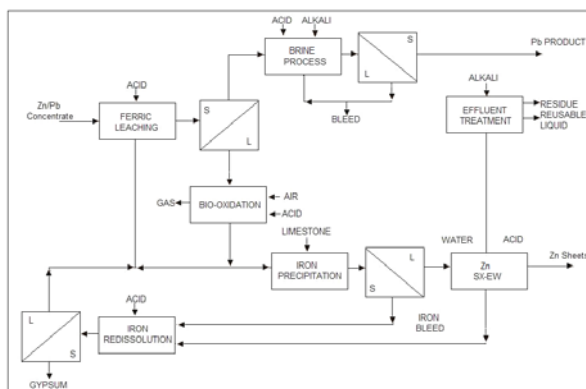 ACID
ALKALI
BRINE
PROCESS
S
L
Pb PRODUCT
BLEED
ALKALI
EFFLUENT
TREATMENT
RESIDUE
REUSABLE
LIQUID
ACID
Zn/Pb
Concentrate
FERRIC
LEACHING
S
L
GAS
BIO-OXIDATION
AIR
ACID
LIMESTONE
IRON
PRECIPITATION
L
S
WATER
ACID
Zn
SX-EW
Zn Sheets
IRON
BLEED
ACID
IRON
REDISSOLUTION
L
S
GYPSUM